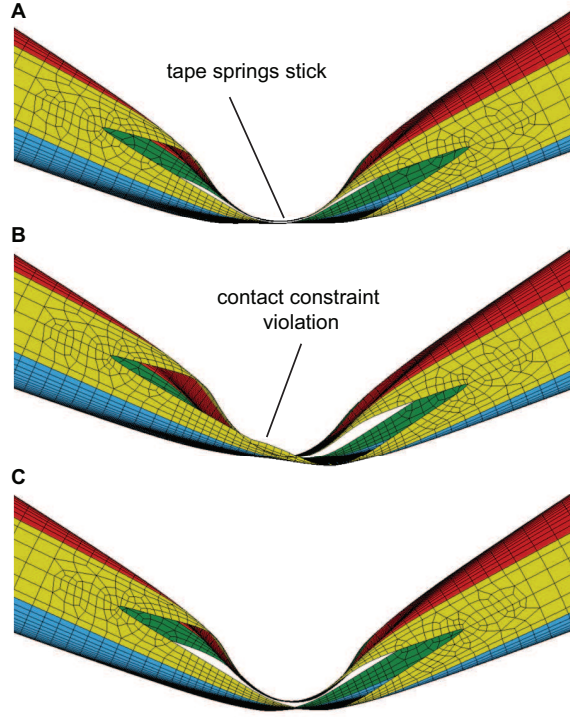 A
tape springs stick
B
contact constraint
violation
C